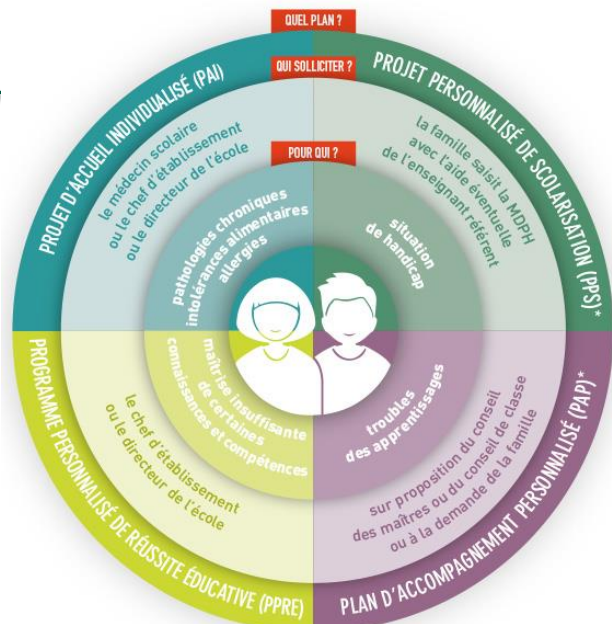 QUEL PLAN ?
QUI SOLLICITER ?
POUR QUI ?
PROJET D'ACCUEIL INDIVIDUALISÉ (PAI)
le médecin scolaire
ou le chef d'établissement
ou le directeur de l'école
pathologies chroniques
intolérances alimentaires
allergies
PROJET PERSONNALISÉ DE SCOLARISATION (PPS)*
la famille saisit la MDPH
avec l'aide éventuelle
de l'enseignant référent
situation
de handicap
PROGRAMME PERSONNALISÉ DE RÉUSSITE ÉDUCATIVE (PPRE)
le chef d'établissement
ou le directeur de l'école
maîtrise insuffisante
de certaines
connaissances et compétences
PLAN D'ACCOMPAGNEMENT PERSONNALISÉ (PAP)*
sur proposition du conseil
des maîtres ou du conseil de classe
ou à la demande de la famille
troubles
des apprentissages